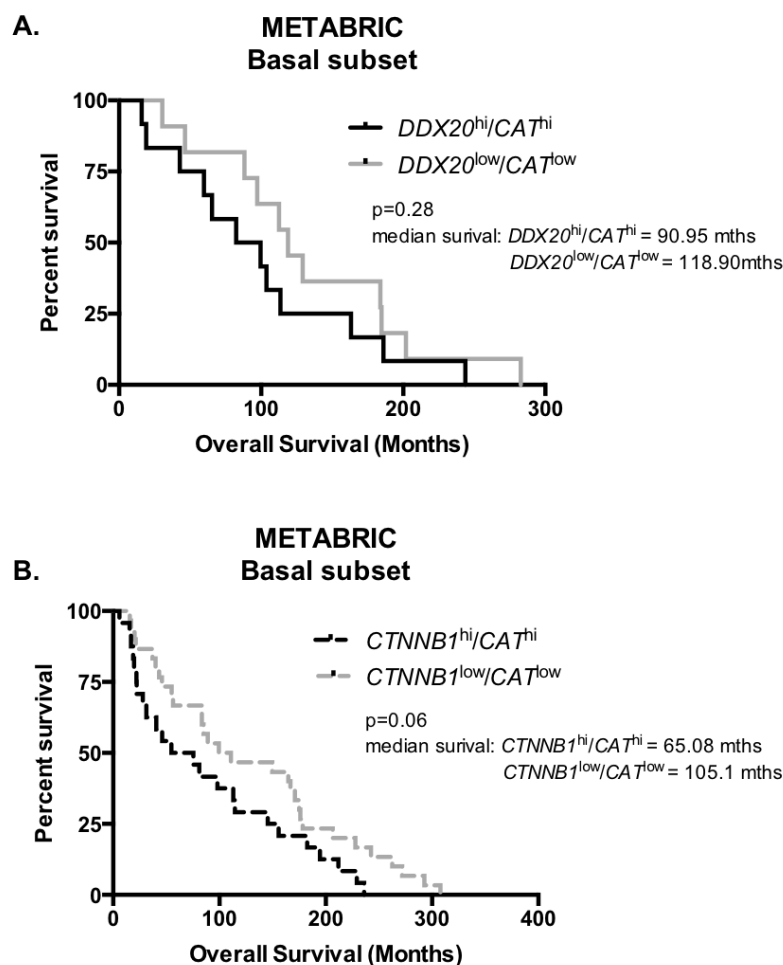 A.
METABRIC
Basal subset
100
75
50
25
0
Percent survival
DDX20hi/CAThi
DDX20low/CATlow
p=0.28
median surival: DDX20hi/CAThi = 90.95 mths
DDX20low/CATlow = 118.90mths
0 100 200 300
Overall Survival (Months)
B.
METABRIC
Basal subset
100
75
50
25
0
Percent survival
CTNNB1hi/CAThi
CTNNB1low/CATlow
p=0.06
median surival: CTNNB1hi/CAThi = 65.08 mths
CTNNB1low/CATlow = 105.1 mths
0 100 200 300 400
Overall Survival (Months)